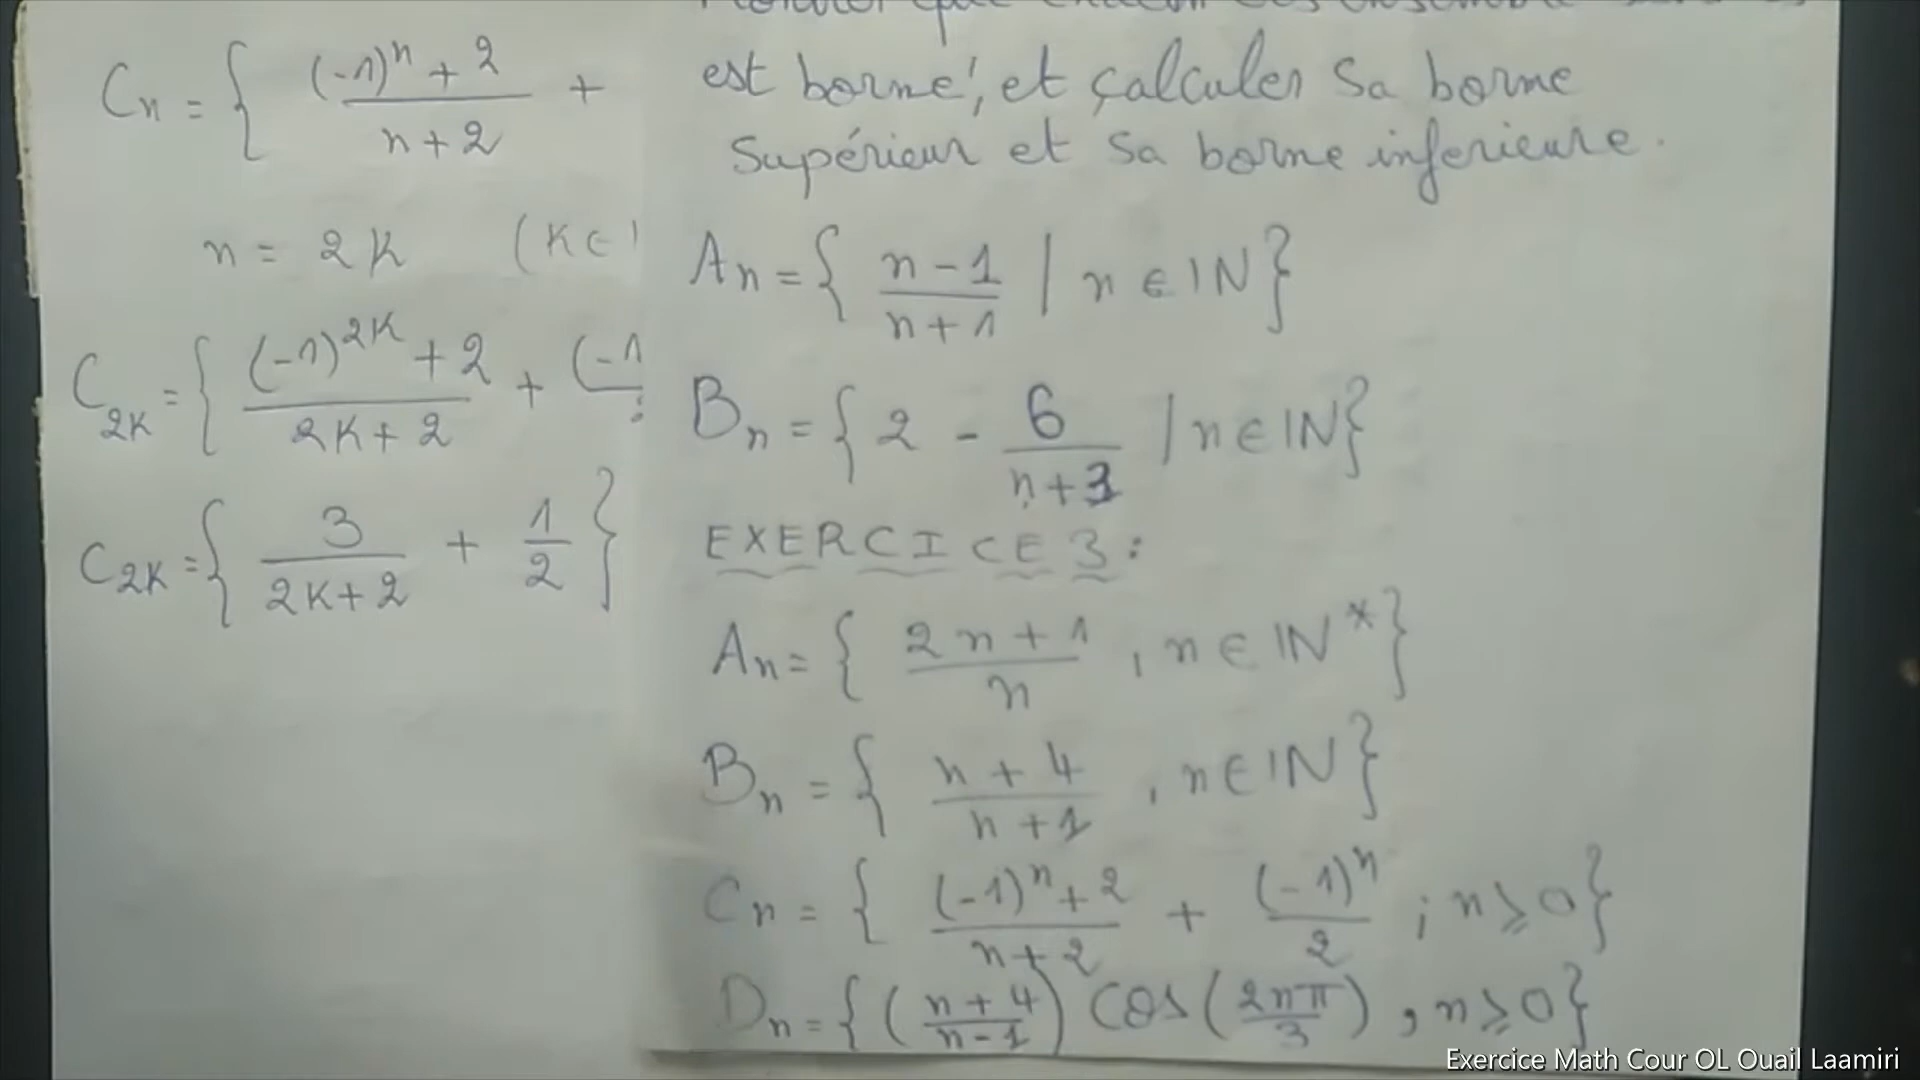 Cn = { ((-1)^n + 2)/(n+2) +
n = 2K (K ∈
C2K = { ((-1)^2K + 2)/(2K+2) + (-1
C2K = { 3/(2K+2) + 1/2 }
est borné, et çalculer Sa borne
Supérieur et Sa borne inferieure.
An = { (n-1)/(n+1) / n ∈ IN }
Bn = { 2 - 6/(n+3) / n ∈ IN }
EXERCICE 3:
An = { (2n+1)/n , n ∈ IN* }
Bn = { (n+4)/(n+1) , n ∈ IN }
Cn = { ((-1)^n + 2)/(n+2) + (-1)^n/2 ; n ⩾ 0 }
Dn = { ((n+4)/(n-1)) cos(2nπ/3) , n ⩾ 0 }
Exercice Math Cour OL Ouail Laamiri